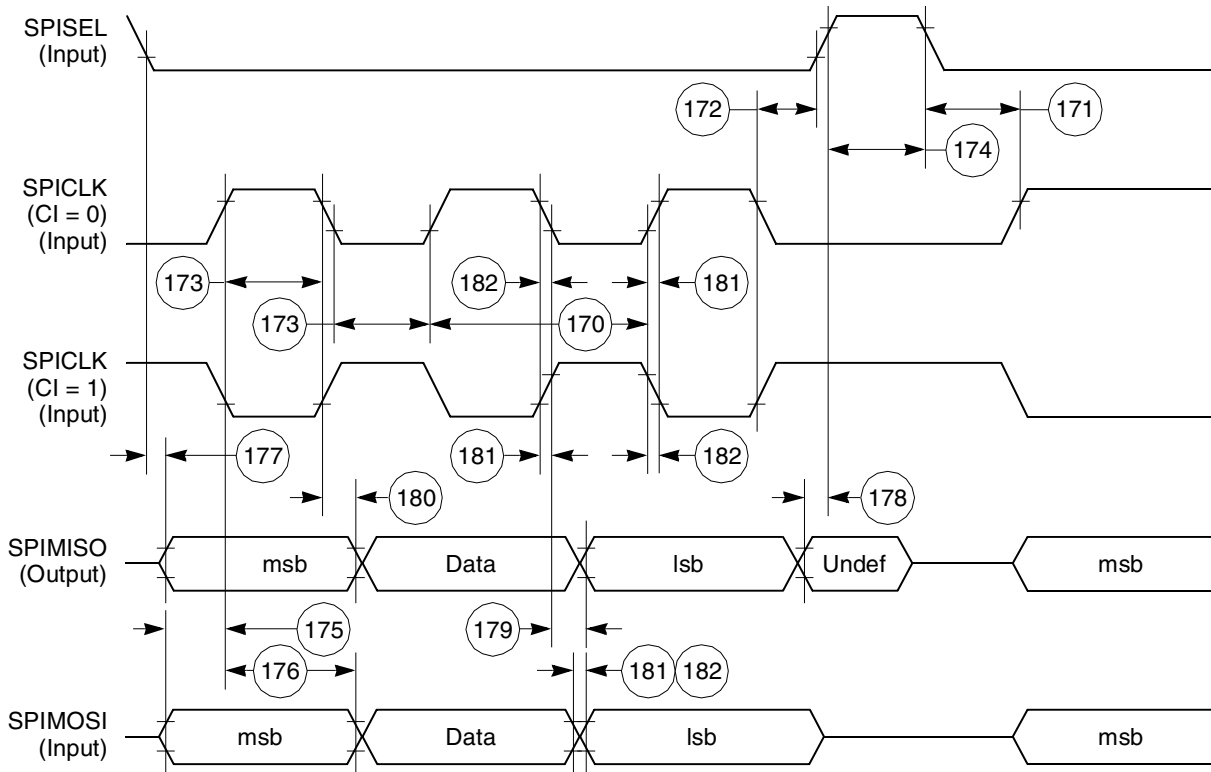 SPISEL
(Input)
172
171
174
SPICLK
(CI = 0)
(Input)
173
182
181
173
170
SPICLK
(CI = 1)
(Input)
177
181
182
180
178
SPIMISO
(Output)
msb
Data
lsb
Undef
msb
175
179
176
181
182
SPIMOSI
(Input)
msb
Data
lsb
msb